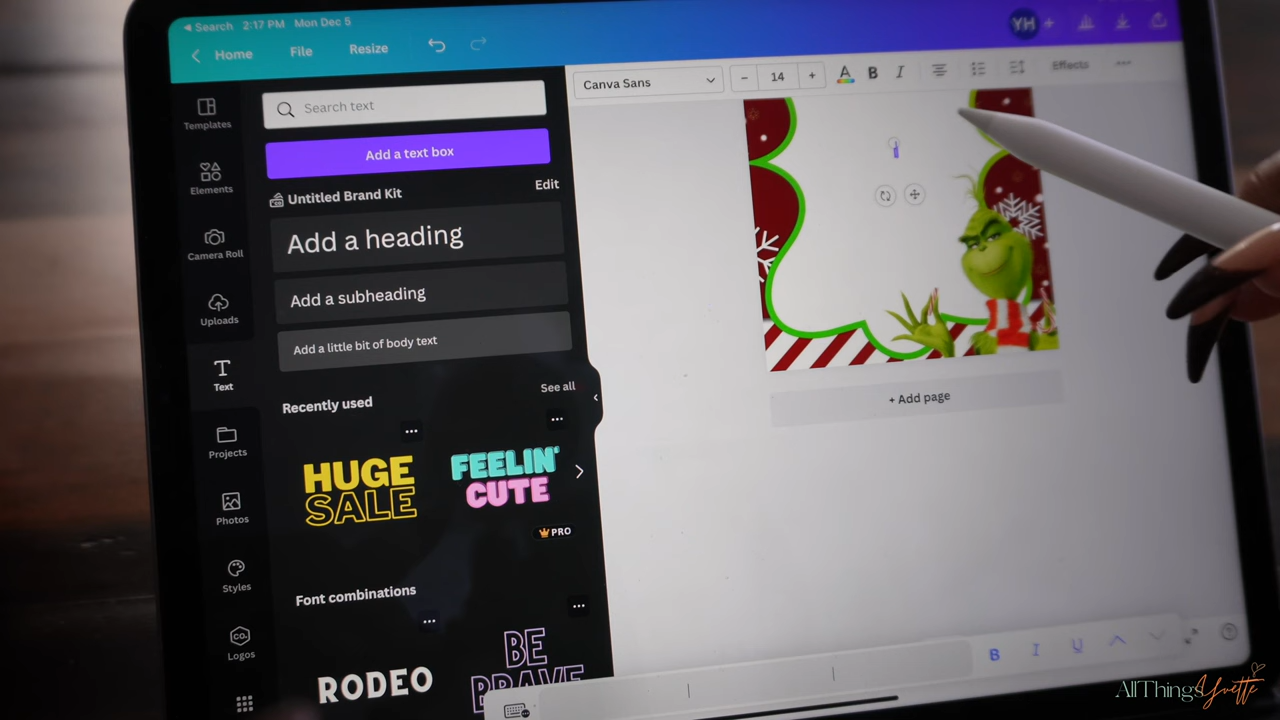 Search 2:17 PM Mon Dec 5
Home File Resize
YH
Canva Sans
14
A B I
Effects
Templates
Elements
Camera Roll
Uploads
Text
Projects
Photos
Styles
CO.
Logos
Search text
Add a text box
Untitled Brand Kit
Edit
Add a heading
Add a subheading
Add a little bit of body text
Recently used
See all
HUGE
SALE
FEELIN'
CUTE
PRO
Font combinations
RODEO
BE
BRAVE
+ Add page
B I U
AllThingsYvette